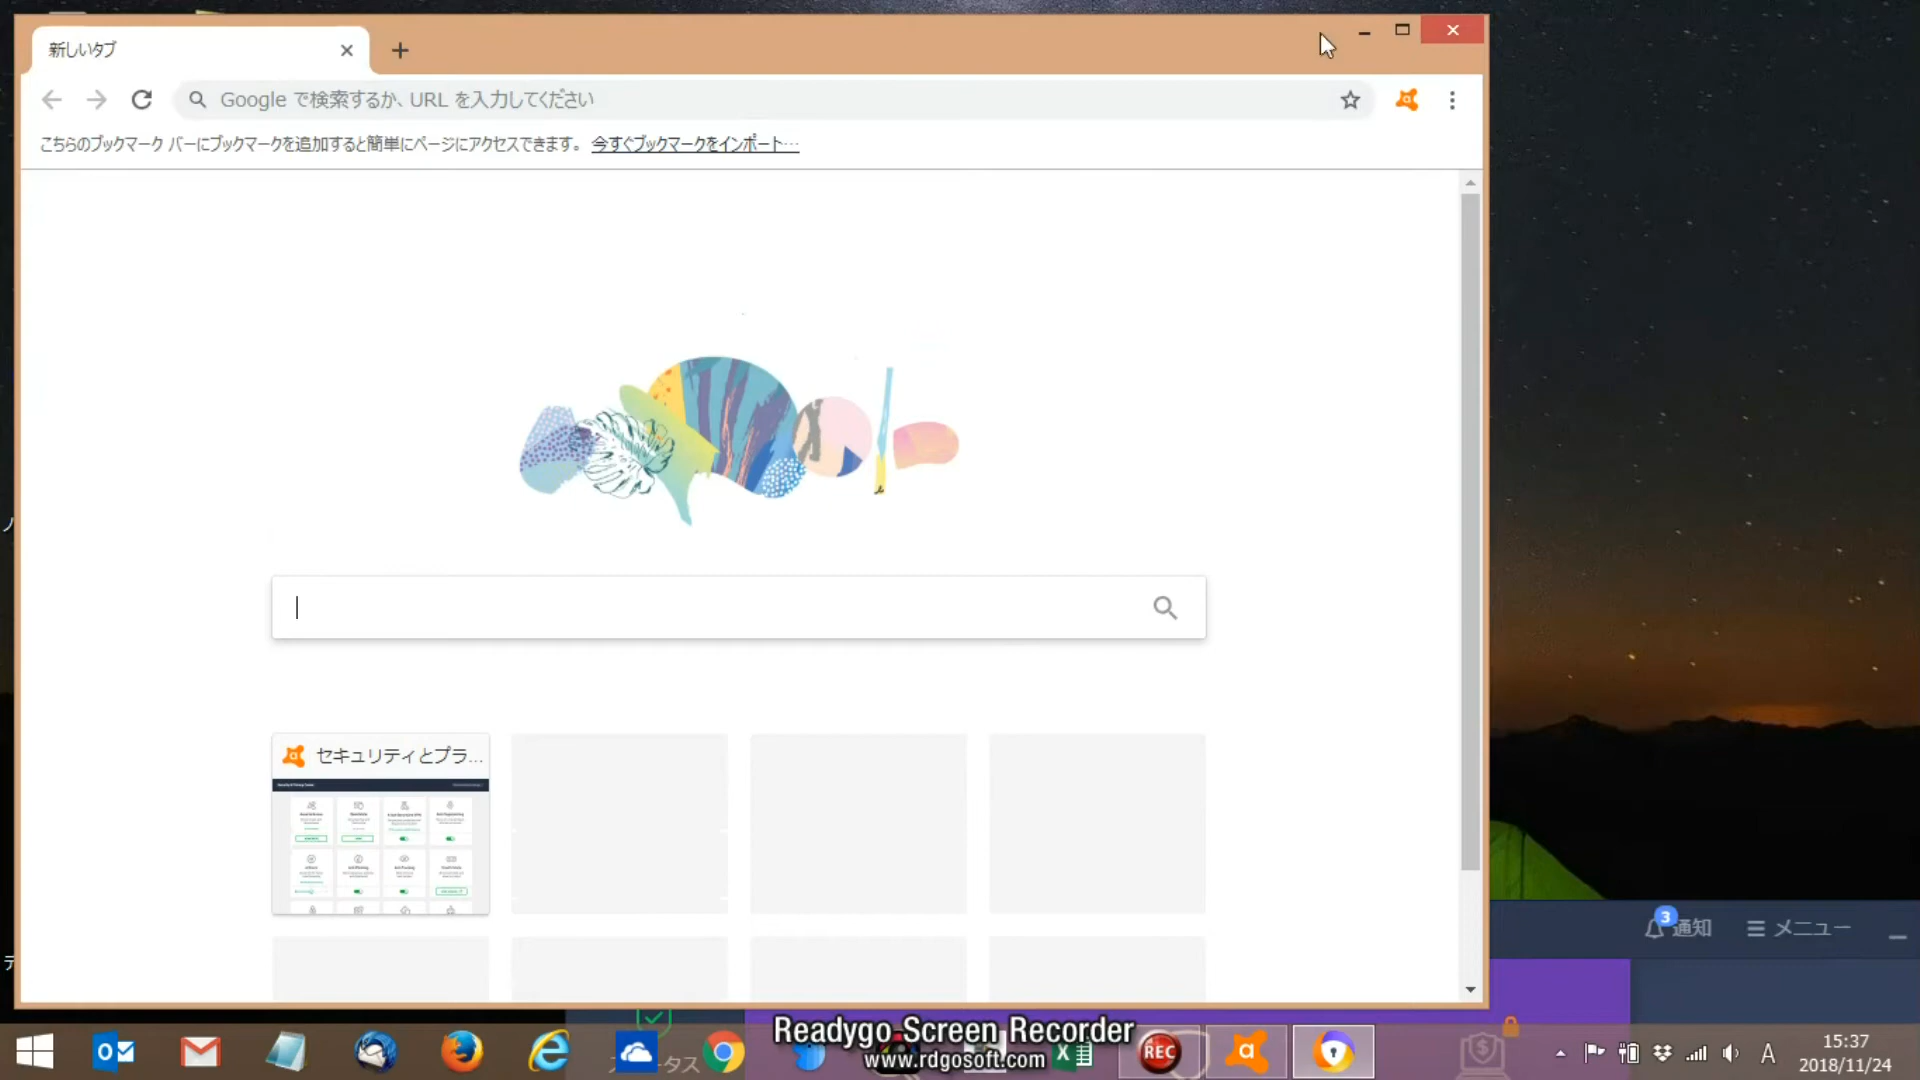 新しいタブ
Google で検索するか、URL を入力してください
こちらのブックマーク バーにブックマークを追加すると簡単にページにアクセスできます。 今すぐブックマークをインポート…
セキュリティとプラ...
3
通知
メニュー
Readygo Screen Recorder
www.rdgosoft.com
REC
A
15:37
2018/11/24